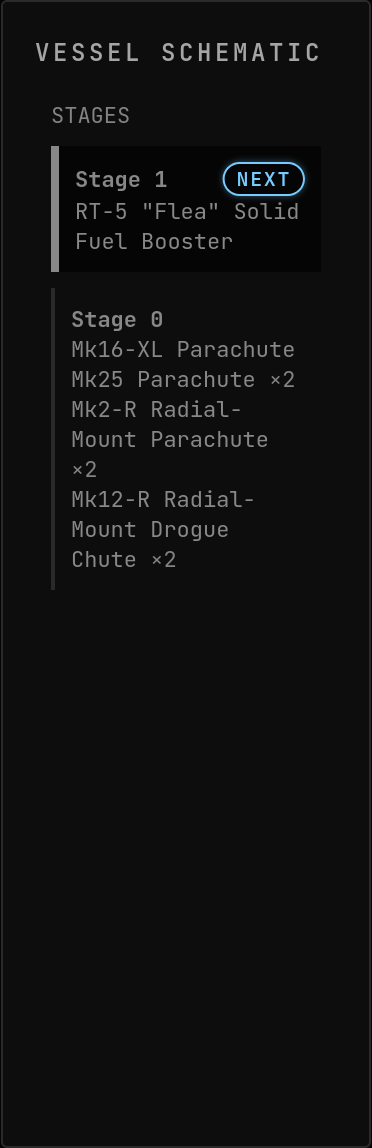 VESSEL SCHEMATIC
STAGES
Stage 1 NEXT
RT-5 "Flea" Solid
Fuel Booster
Stage 0
Mk16-XL Parachute
Mk25 Parachute ×2
Mk2-R Radial-
Mount Parachute
×2
Mk12-R Radial-
Mount Drogue
Chute ×2